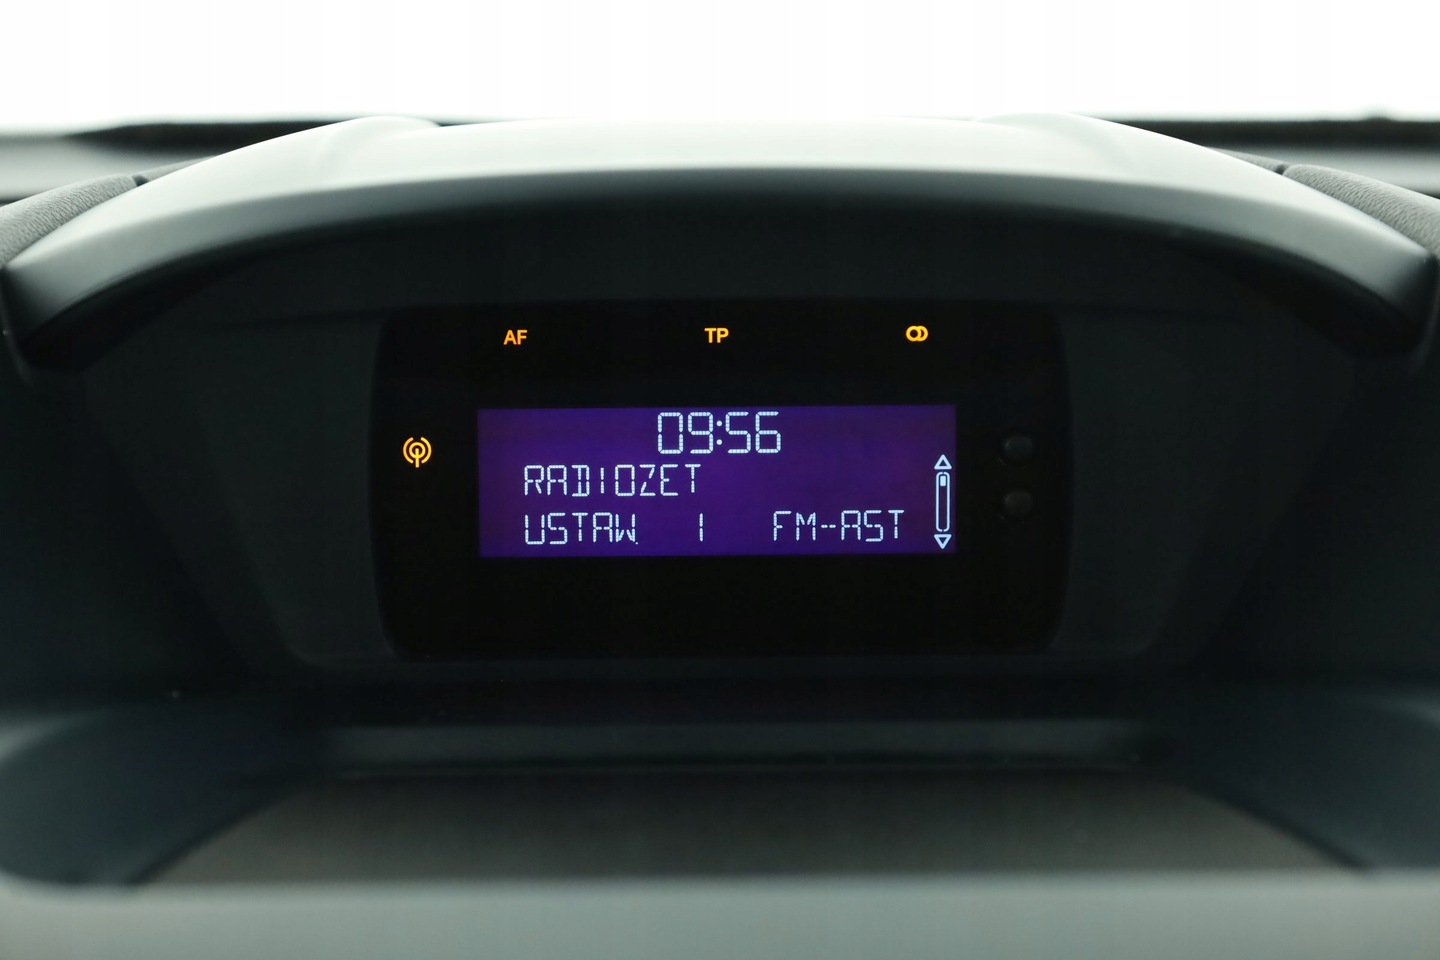 AF TP
09:56
RADIOZET
USTAW. 1 FM-AST